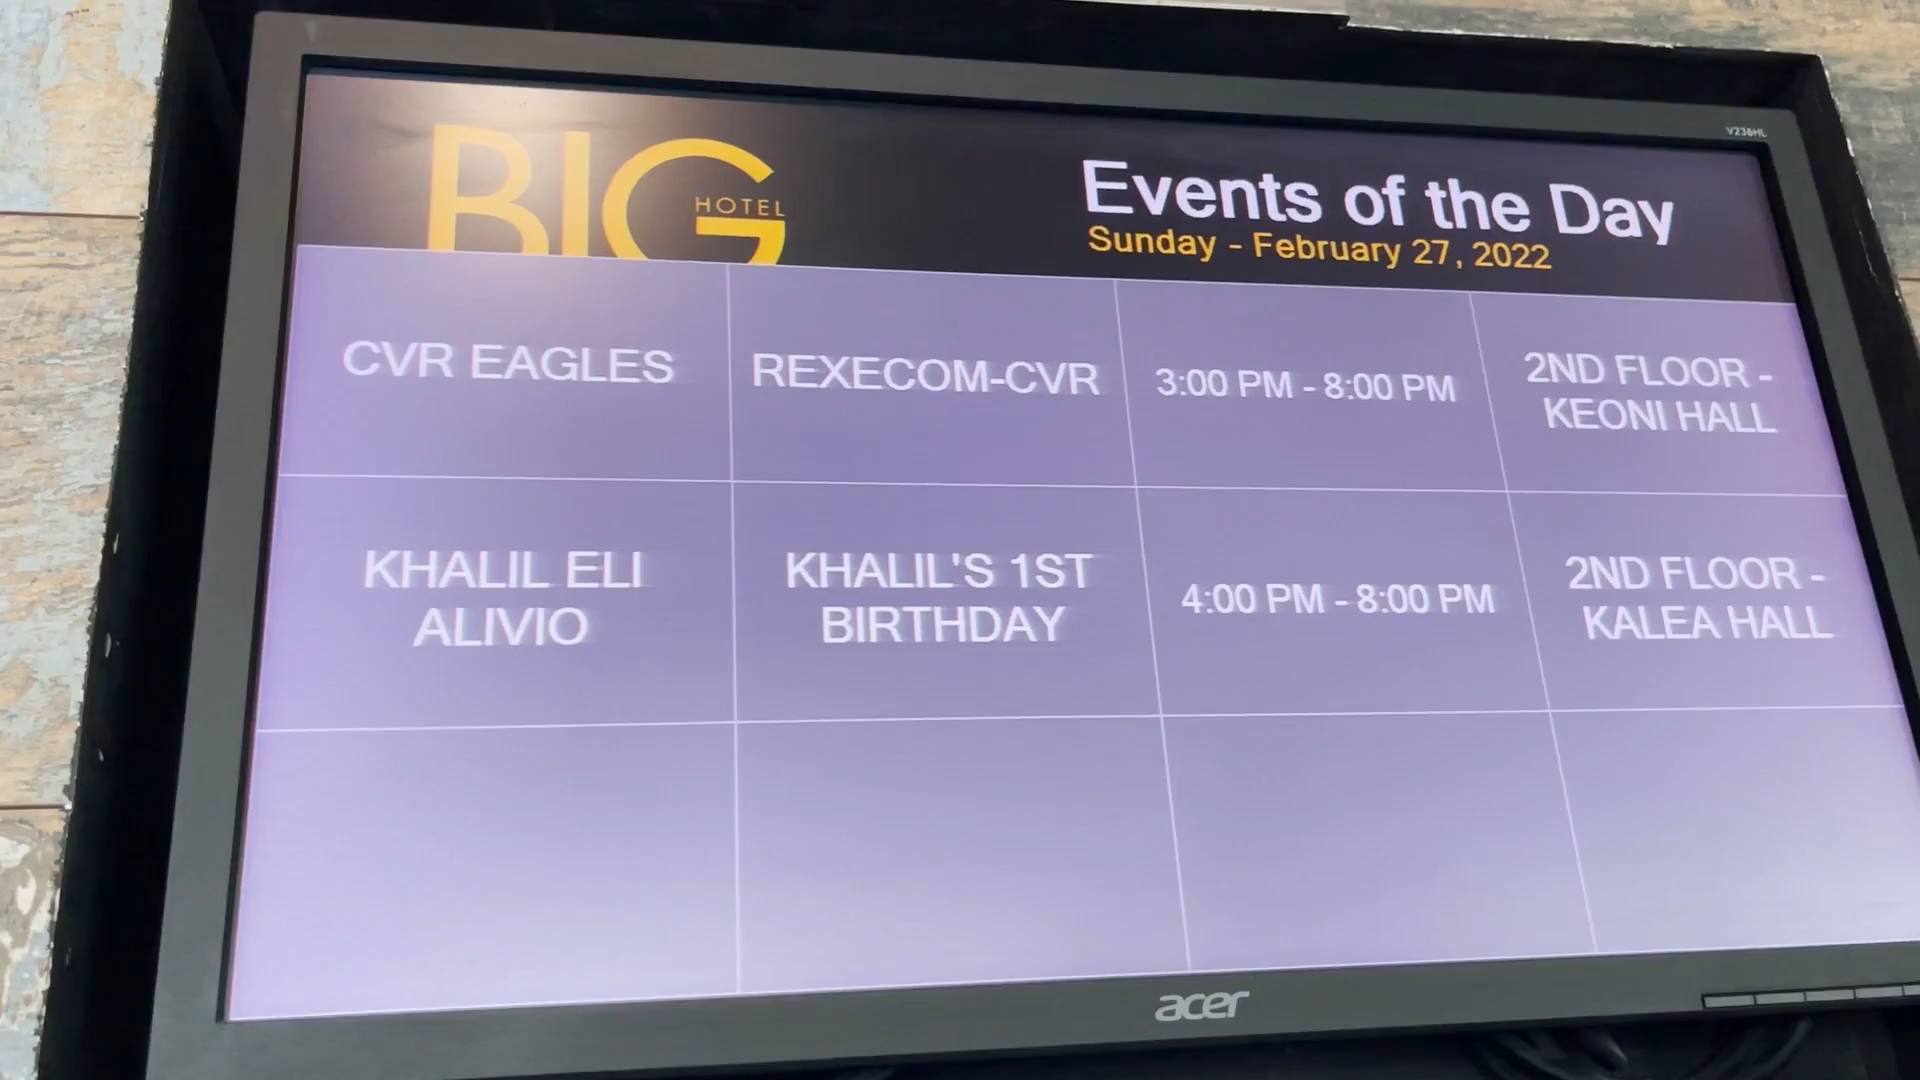 V236HL
BIG
HOTEL
Events of the Day
Sunday - February 27, 2022
CVR EAGLES
REXECOM-CVR
3:00 PM - 8:00 PM
2ND FLOOR -
KEONI HALL
KHALIL ELI
ALIVIO
KHALIL'S 1ST
BIRTHDAY
4:00 PM - 8:00 PM
2ND FLOOR -
KALEA HALL
acer